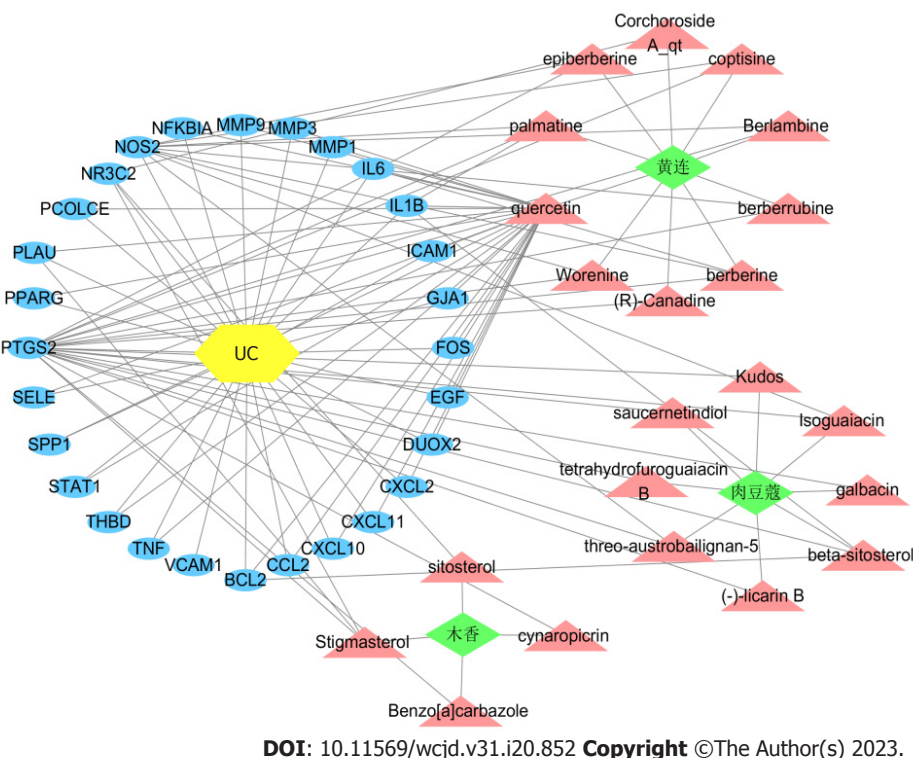 Corchoroside
A_qt
epiberberine
coptisine
NFKBIA
MMP9
MMP3
palmatine
Berlambine
NOS2
MMP1
NR3C2
IL6
黄连
PCOLCE
IL1B
quercetin
berberrubine
PLAU
ICAM1
Worenine
berberine
PPARG
GJA1
(R)-Canadine
PTGS2
UC
FOS
SELE
EGF
Kudos
saucernetindiol
Isoguaiacin
SPP1
DUOX2
tetrahydrofuroguaiacin
B
肉豆蔻
galbacin
STAT1
CXCL2
THBD
CXCL11
TNF
CXCL10
threo-austrobailignan-5
beta-sitosterol
VCAM1
CCL2
BCL2
sitosterol
(-)-licarin B
Stigmasterol
木香
cynaropicrin
Benzo[a]carbazole
DOI: 10.11569/wcjd.v31.i20.852 Copyright ©The Author(s) 2023.